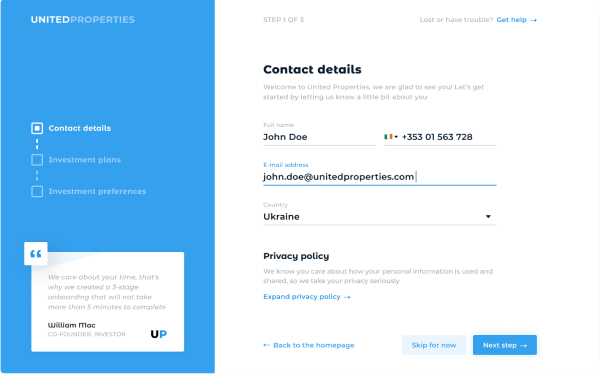 UNITEDPROPERTIES
Contact details
Investment plans
Investment preferences
“
We care about your time, that's
why we created a 3-stage
onboarding that will not take
more than 5 minutes to complete
William Mac
CO-FOUNDER, INVESTOR
UP
STEP 1 OF 3
Lost or have trouble? Get help →
Contact details
Welcome to United Properties, we are glad to see you! Let's get
started by letting us know a little bit about you
Full name
John Doe
+353 01 563 728
E-mail address
john.doe@unitedproperties.com
Country
Ukraine
Privacy policy
We know you care about how your personal information is used and
shared, so we take your privacy seriously
Expand privacy policy →
← Back to the homepage
Skip for now
Next step →